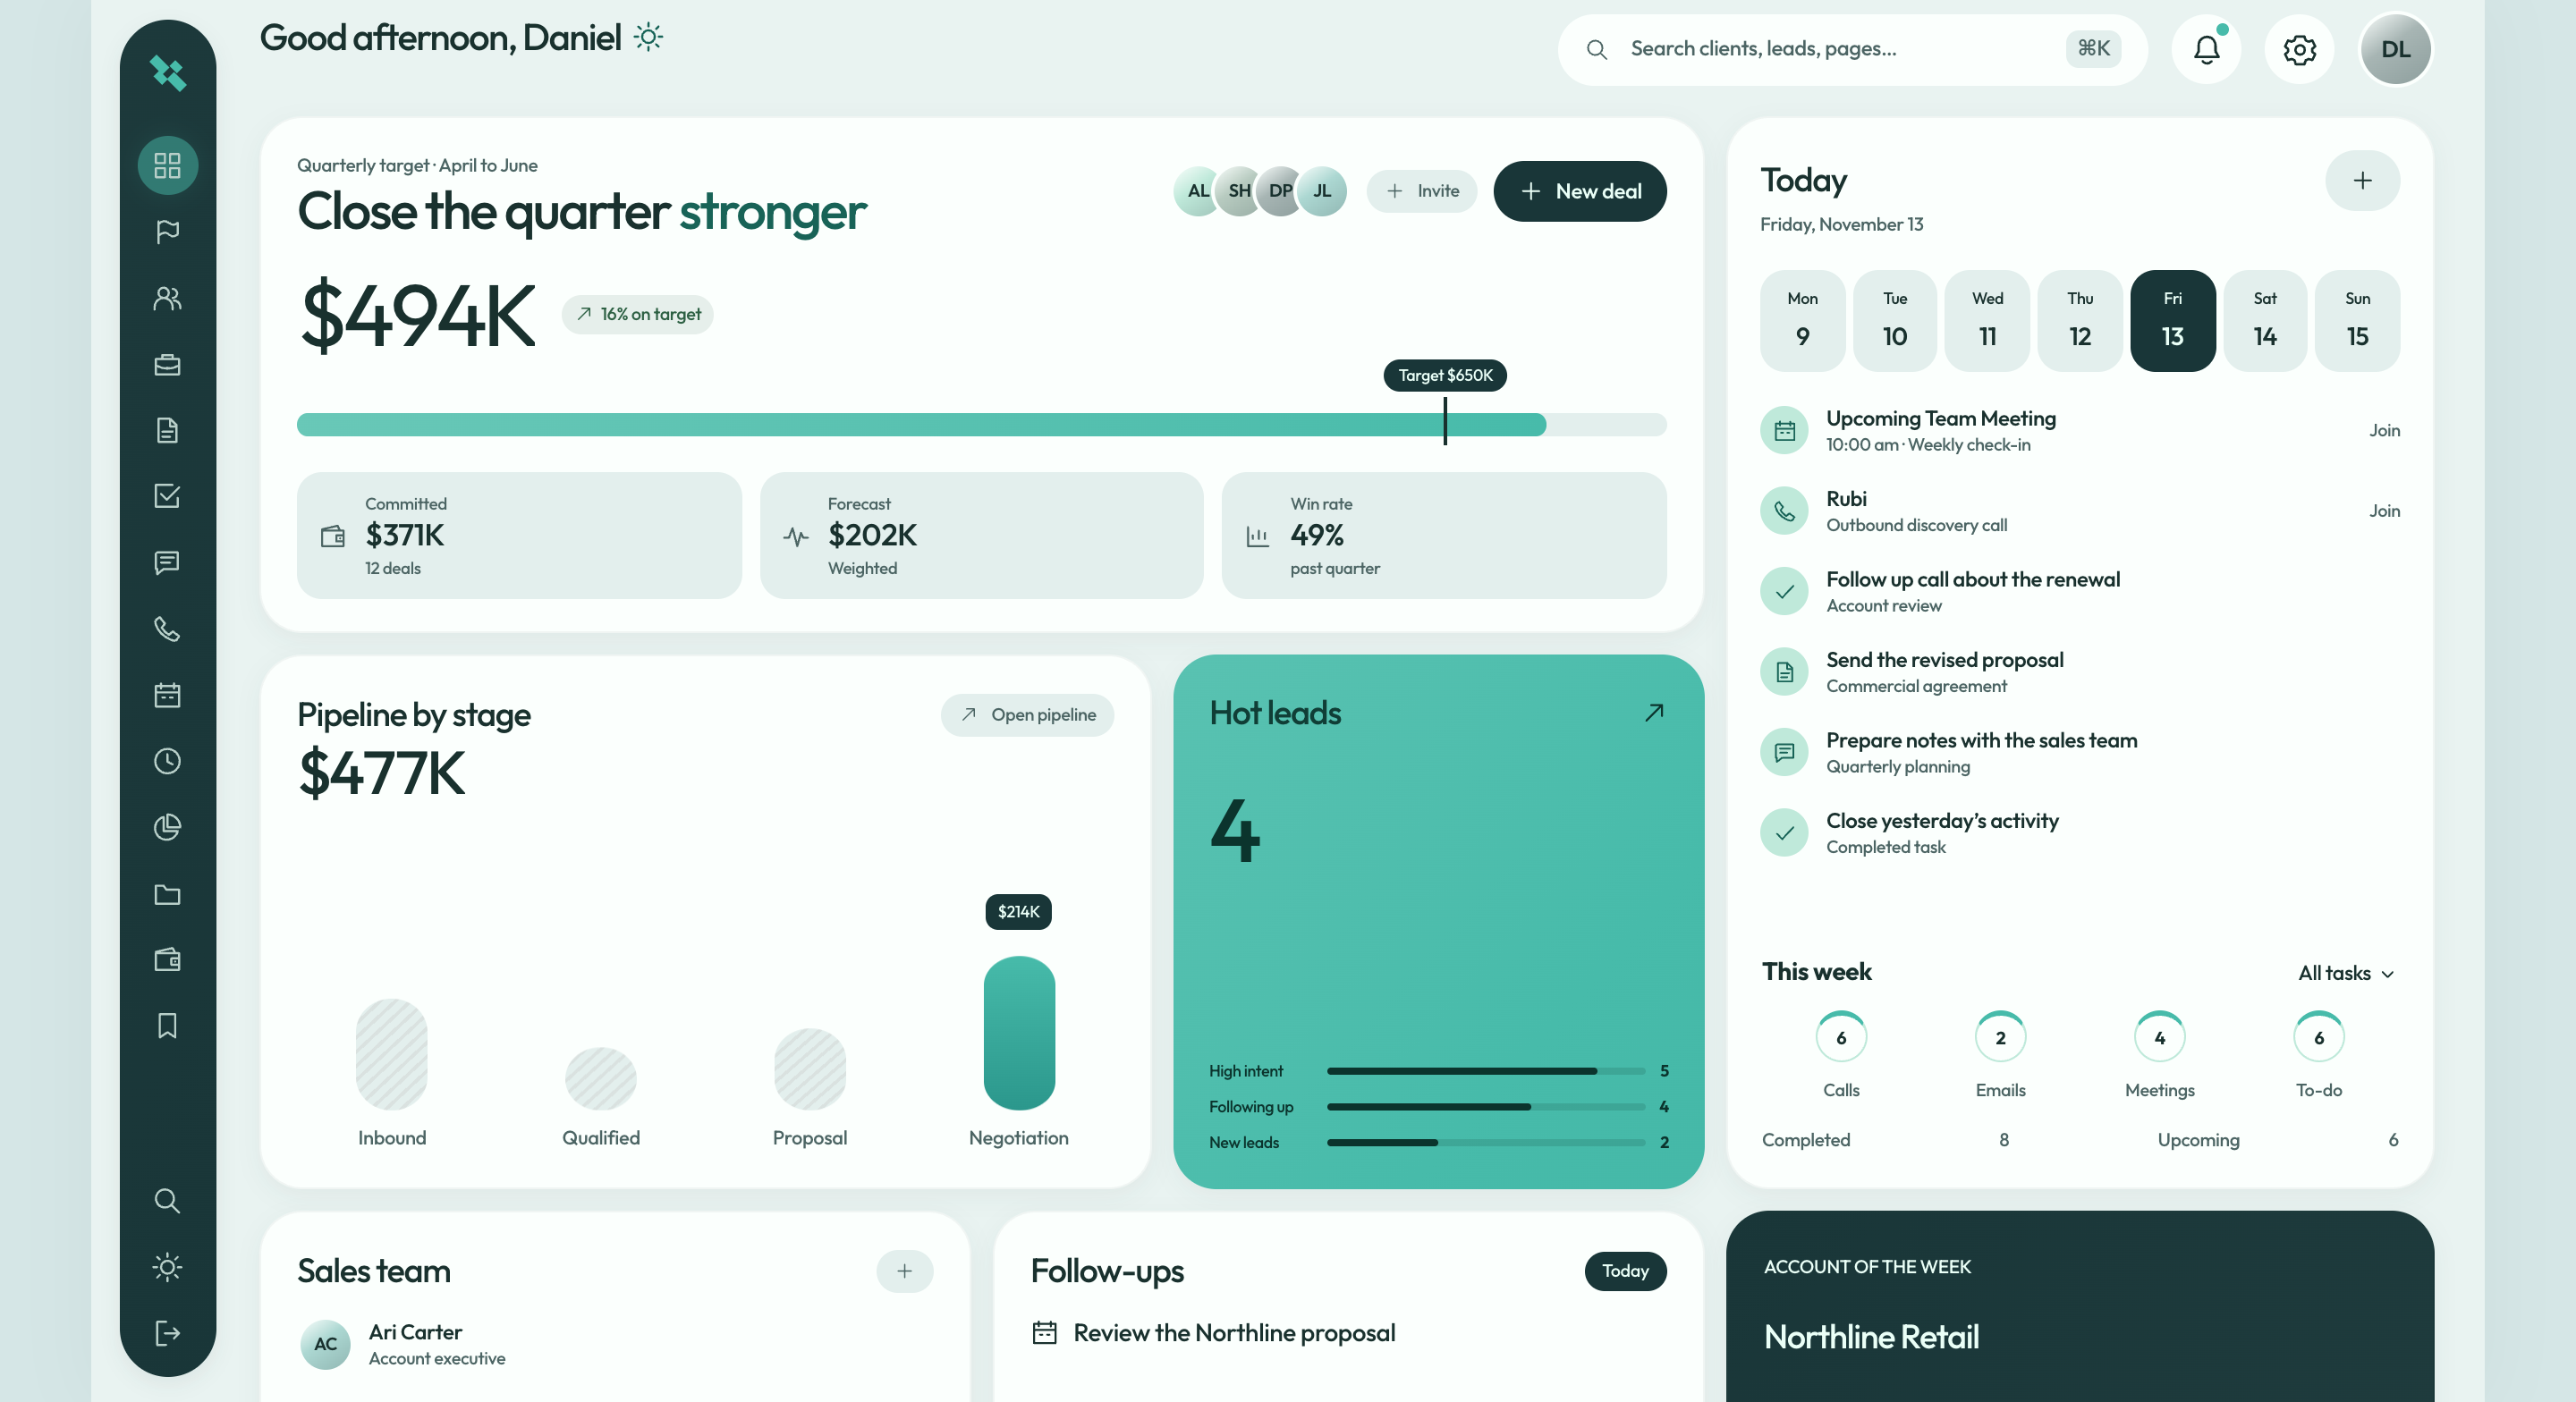 Good afternoon, Daniel
Search clients, leads, pages...
⌘K
DL
Quarterly target · April to June
Close the quarter stronger
AL
SH
DP
JL
Invite
New deal
$494K
16% on target
Target $650K
Committed
$371K
12 deals
Forecast
$202K
Weighted
Win rate
49%
past quarter
Today
Friday, November 13
Mon
9
Tue
10
Wed
11
Thu
12
Fri
13
Sat
14
Sun
15
Upcoming Team Meeting
10:00 am · Weekly check-in
Join
Rubi
Outbound discovery call
Join
Follow up call about the renewal
Account review
Send the revised proposal
Commercial agreement
Prepare notes with the sales team
Quarterly planning
Close yesterday’s activity
Completed task
This week
All tasks
6
Calls
2
Emails
4
Meetings
6
To-do
Completed 8
Upcoming 6
Pipeline by stage
Open pipeline
$477K
$214K
Inbound
Qualified
Proposal
Negotiation
Hot leads
4
High intent 5
Following up 4
New leads 2
Sales team
AC
Ari Carter
Account executive
Follow-ups
Today
Review the Northline proposal
ACCOUNT OF THE WEEK
Northline Retail